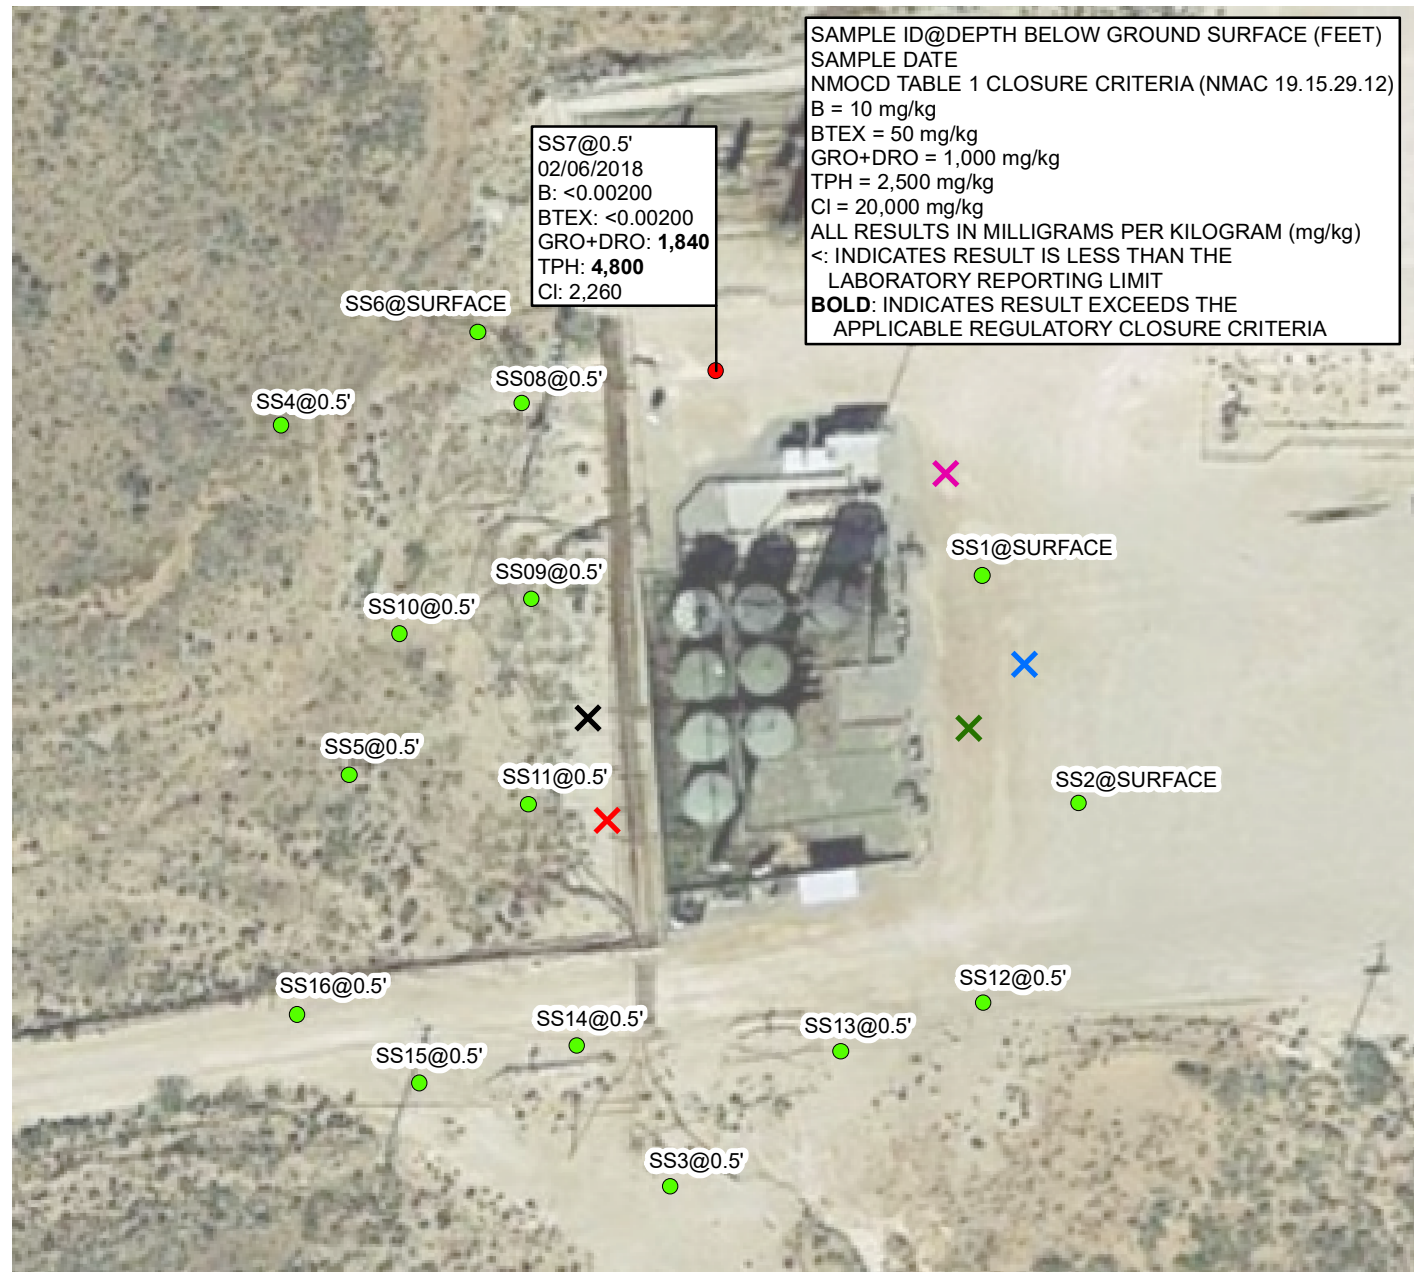 SAMPLE ID@DEPTH BELOW GROUND SURFACE (FEET)
SAMPLE DATE
NMOCD TABLE 1 CLOSURE CRITERIA (NMAC 19.15.29.12)
B = 10 mg/kg
BTEX = 50 mg/kg
GRO+DRO = 1,000 mg/kg
TPH = 2,500 mg/kg
Cl = 20,000 mg/kg
ALL RESULTS IN MILLIGRAMS PER KILOGRAM (mg/kg)
<: INDICATES RESULT IS LESS THAN THE
LABORATORY REPORTING LIMIT
BOLD: INDICATES RESULT EXCEEDS THE
APPLICABLE REGULATORY CLOSURE CRITERIA
SS7@0.5'
02/06/2018
B: <0.00200
BTEX: <0.00200
GRO+DRO: 1,840
TPH: 4,800
Cl: 2,260
SS6@SURFACE
SS08@0.5'
SS4@0.5'
SS1@SURFACE
SS09@0.5'
SS10@0.5'
SS5@0.5'
SS11@0.5'
SS2@SURFACE
SS16@0.5'
SS12@0.5'
SS14@0.5'
SS13@0.5'
SS15@0.5'
SS3@0.5'